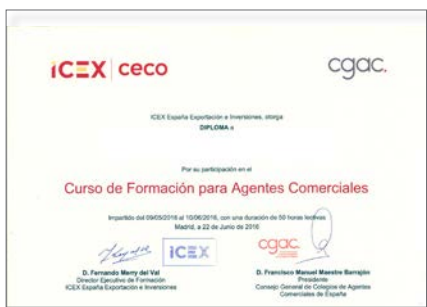 ICEX ceco
cgac.
ICEX España Exportación e Inversiones, otorga
DIPLOMA a
Por su participación en el
Curso de Formación para Agentes Comerciales
Impartido del 09/05/2016 al 10/06/2016, con una duración de 50 horas lectivas
Madrid, a 22 de Junio de 2016
ICEX
cgac
D. Fernando Merry del Val
Director Ejecutivo de Formación
ICEX España Exportación e Inversiones
D. Francisco Manuel Maestre Barrajón
Presidente
Consejo General de Colegios de Agentes
Comerciales de España